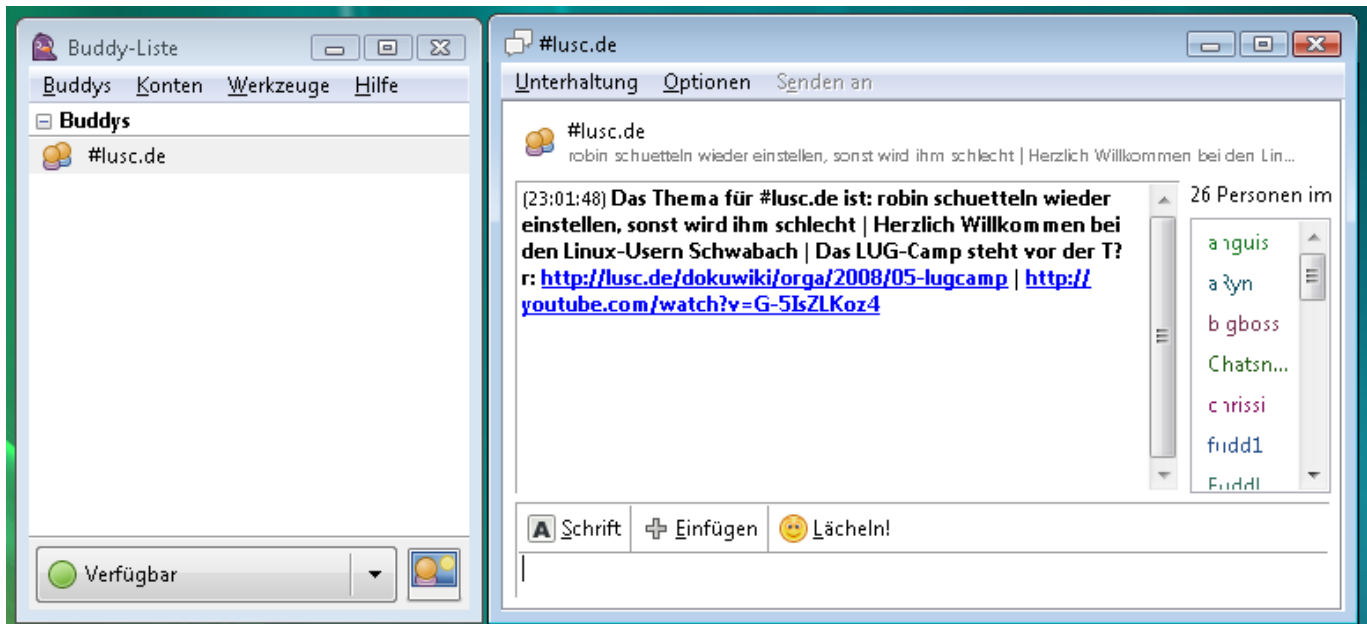 Buddy-Liste
Buddys Konten Werkzeuge Hilfe
Buddys
#lusc.de
Verfügbar
#lusc.de
Unterhaltung Optionen Senden an
#lusc.de
robin schuetteln wieder einstellen, sonst wird ihm schlecht | Herzlich Willkommen bei den Lin...
(23:01:48) Das Thema für #lusc.de ist: robin schuetteln wieder
einstellen, sonst wird ihm schlecht | Herzlich Willkommen bei
den Linux-Usern Schwabach | Das LUG-Camp steht vor der T?
r: http://lusc.de/dokuwiki/orga/2008/05-lugcamp | http://
youtube.com/watch?v=G-5IsZLKoz4
26 Personen im
anguis
aRyn
bigboss
Chatsn...
chrissi
fudd1
A Schrift Einfügen Lächeln!